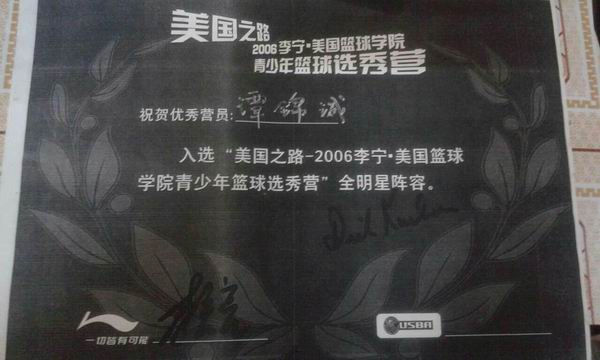 美国之路
2006李宁·美国篮球学院
青少年篮球选秀营
祝贺优秀营员:谭锦诚
入选“美国之路-2006李宁·美国篮球
学院青少年篮球选秀营”全明星阵容。
一切皆有可能
USBA